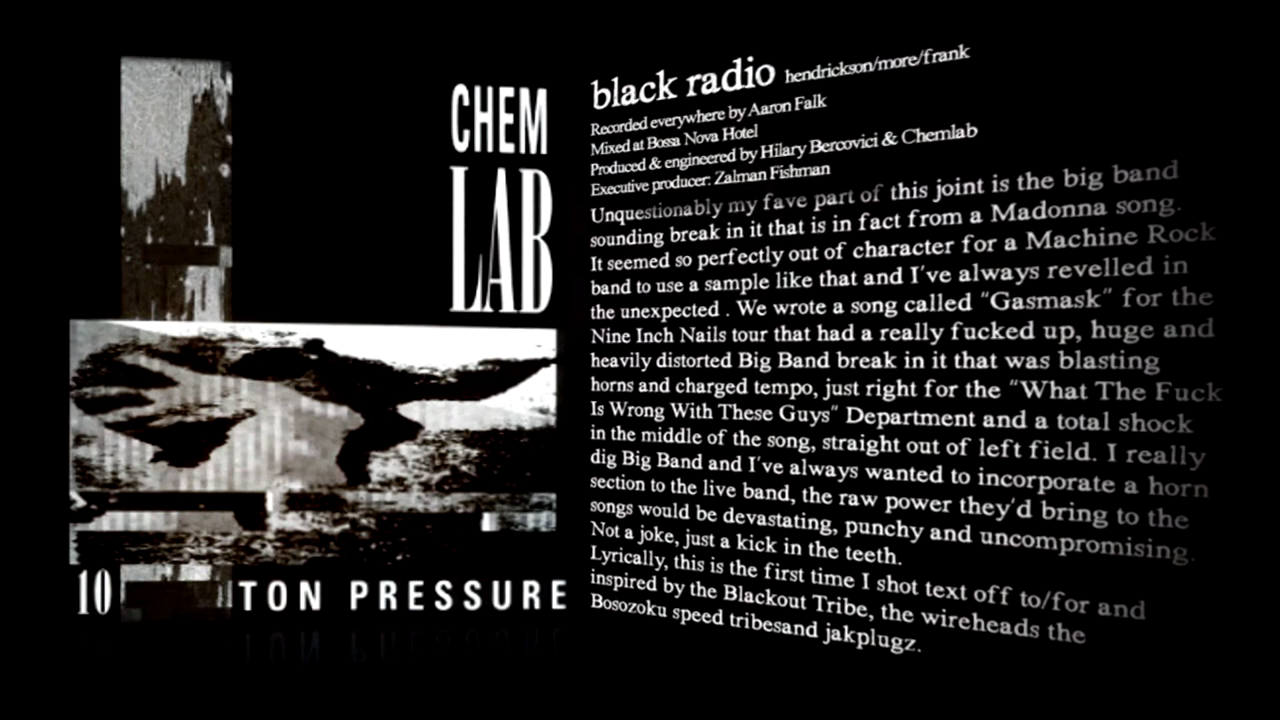 CHEM
LAB
10 TON PRESSURE
black radio hendrickson/more/frank
Recorded everywhere by Aaron Falk
Mixed at Bossa Nova Hotel
Produced & engineered by Hilary Bercovici & Chemlab
Executive producer: Zalman Fishman
Unquestionably my fave part of this joint is the big band
sounding break in it that is in fact from a Madonna song.
It seemed so perfectly out of character for a Machine Rock
band to use a sample like that and I've always revelled in
the unexpected . We wrote a song called "Gasmask" for the
Nine Inch Nails tour that had a really fucked up, huge and
heavily distorted Big Band break in it that was blasting
horns and charged tempo, just right for the "What The Fuck
Is Wrong With These Guys" Department and a total shock
in the middle of the song, straight out of left field. I really
dig Big Band and I've always wanted to incorporate a horn
section to the live band, the raw power they'd bring to the
songs would be devastating, punchy and uncompromising.
Not a joke, just a kick in the teeth.
Lyrically, this is the first time I shot text off to/for and
inspired by the Blackout Tribe, the wireheads the
Bosozoku speed tribesand jakplugz.